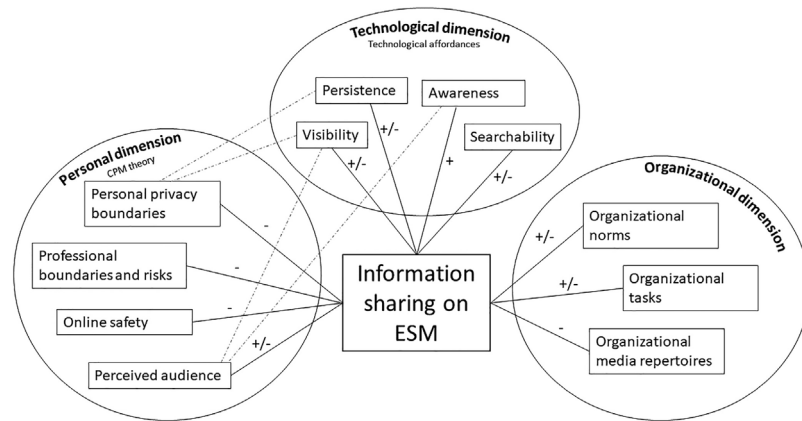 Technological dimension
Technological affordances
Persistence
Awareness
Visibility
Searchability
+/-
+/-
+
+/-
Personal dimension
CPM theory
Personal privacy
boundaries
-
Professional
boundaries and risks
-
Online safety
-
Perceived audience
+/-
Information
sharing on
ESM
Organizational dimension
Organizational
norms
+/-
Organizational
tasks
+/-
Organizational
media repertoires
-